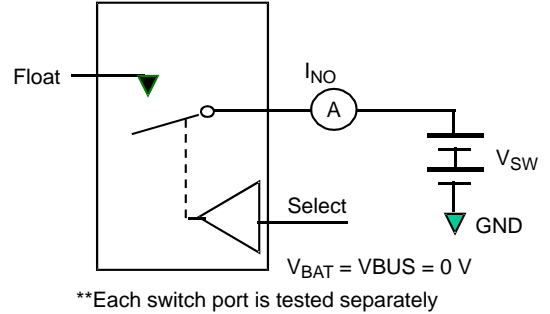 Float
I_NO
A
V_SW
Select
GND
V_BAT = VBUS = 0 V
**Each switch port is tested separately